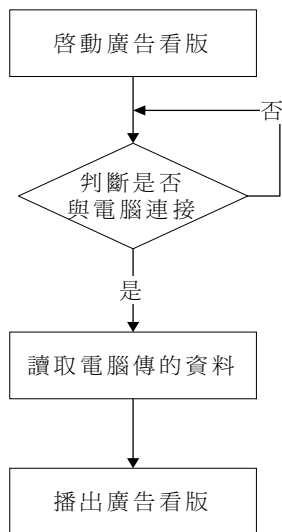 啓動廣告看版
否
判斷是否
與電腦連接
是
讀取電腦傳的資料
播出廣告看版